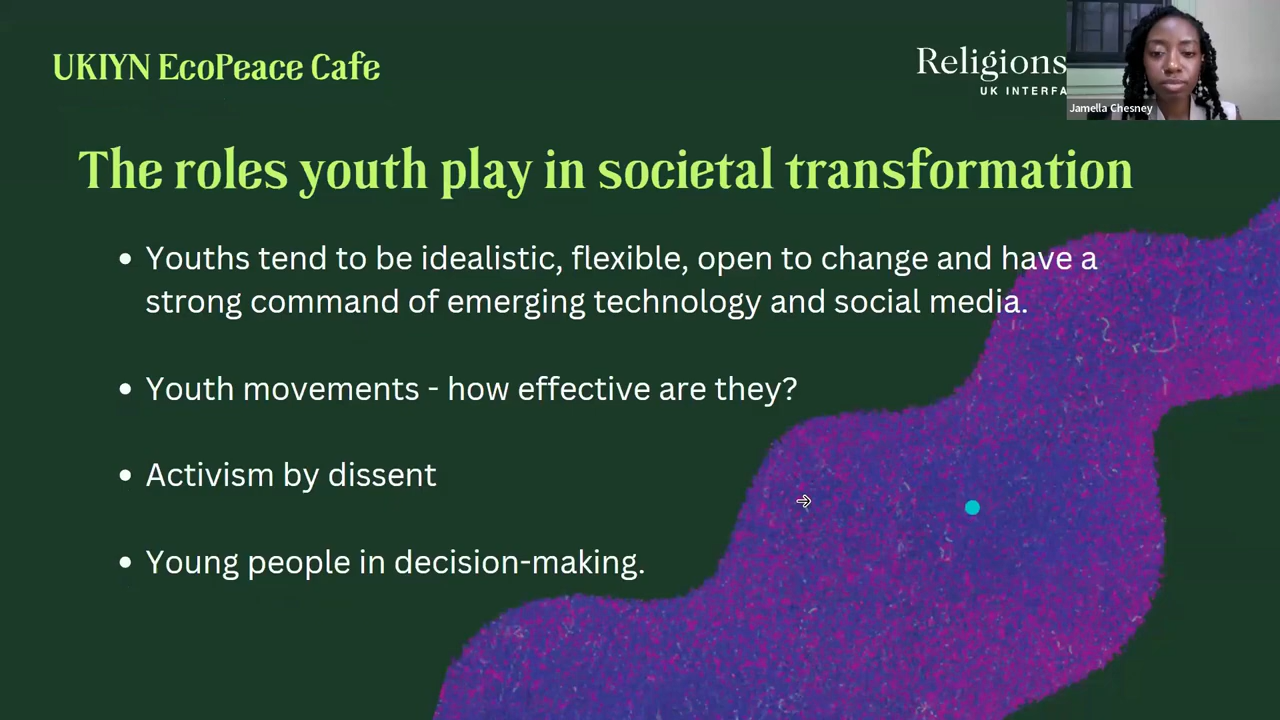 UKIYN EcoPeace Cafe
Religions
UK INTERFA
Jamella Chesney
The roles youth play in societal transformation
• Youths tend to be idealistic, flexible, open to change and have a
strong command of emerging technology and social media.
• Youth movements - how effective are they?
• Activism by dissent
• Young people in decision-making.